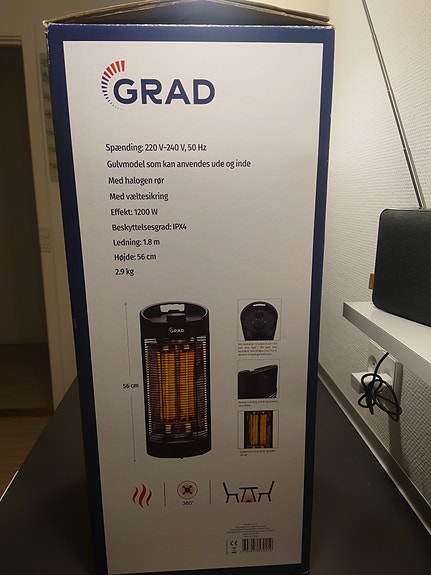 GRAD
Spænding: 220 V-240 V, 50 Hz
Gulvmodel som kan anvendes ude og inde
Med halogen rør
Med væltesikring
Effekt: 1200 W
Beskyttelsesgrad: IPX4
Ledning: 1.8 m
Højde: 56 cm
2.9 kg
GRAD
56 cm
360°
CE